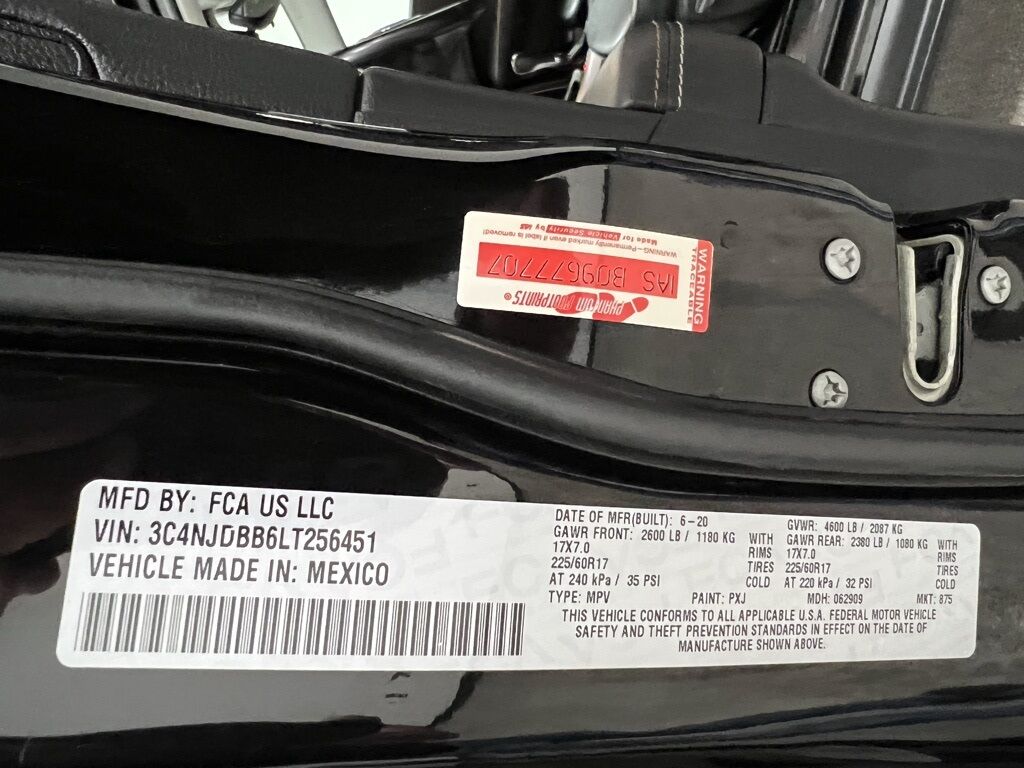 WARNING
TRACEABLE
PHANTOM FOOTPRINTS®
IAS B09677707
WARNING–Permanently marked even if label is removed!
Made for Vehicle Security by IAS
MFD BY: FCA US LLC
VIN: 3C4NJDBB6LT256451
VEHICLE MADE IN: MEXICO
DATE OF MFR(BUILT): 6-20 GVWR: 4600 LB / 2087 KG
GAWR FRONT: 2600 LB / 1180 KG WITH GAWR REAR: 2380 LB / 1080 KG WITH
17X7.0 RIMS 17X7.0 RIMS
225/60R17 TIRES 225/60R17 TIRES
AT 240 kPa / 35 PSI COLD AT 220 kPa / 32 PSI COLD
TYPE: MPV PAINT: PXJ MDH: 062909 MKT: 875
THIS VEHICLE CONFORMS TO ALL APPLICABLE U.S.A. FEDERAL MOTOR VEHICLE
SAFETY AND THEFT PREVENTION STANDARDS IN EFFECT ON THE DATE OF
MANUFACTURE SHOWN ABOVE.